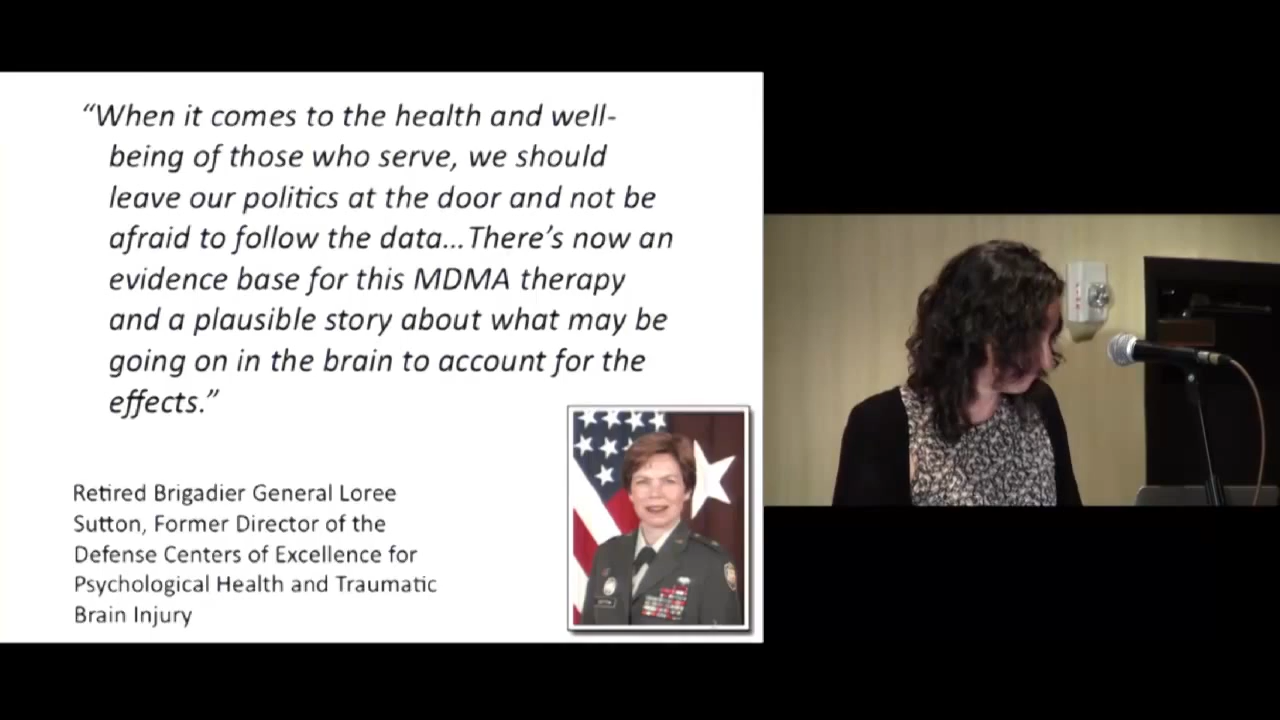 “When it comes to the health and well-
being of those who serve, we should
leave our politics at the door and not be
afraid to follow the data...There’s now an
evidence base for this MDMA therapy
and a plausible story about what may be
going on in the brain to account for the
effects.”
Retired Brigadier General Loree
Sutton, Former Director of the
Defense Centers of Excellence for
Psychological Health and Traumatic
Brain Injury